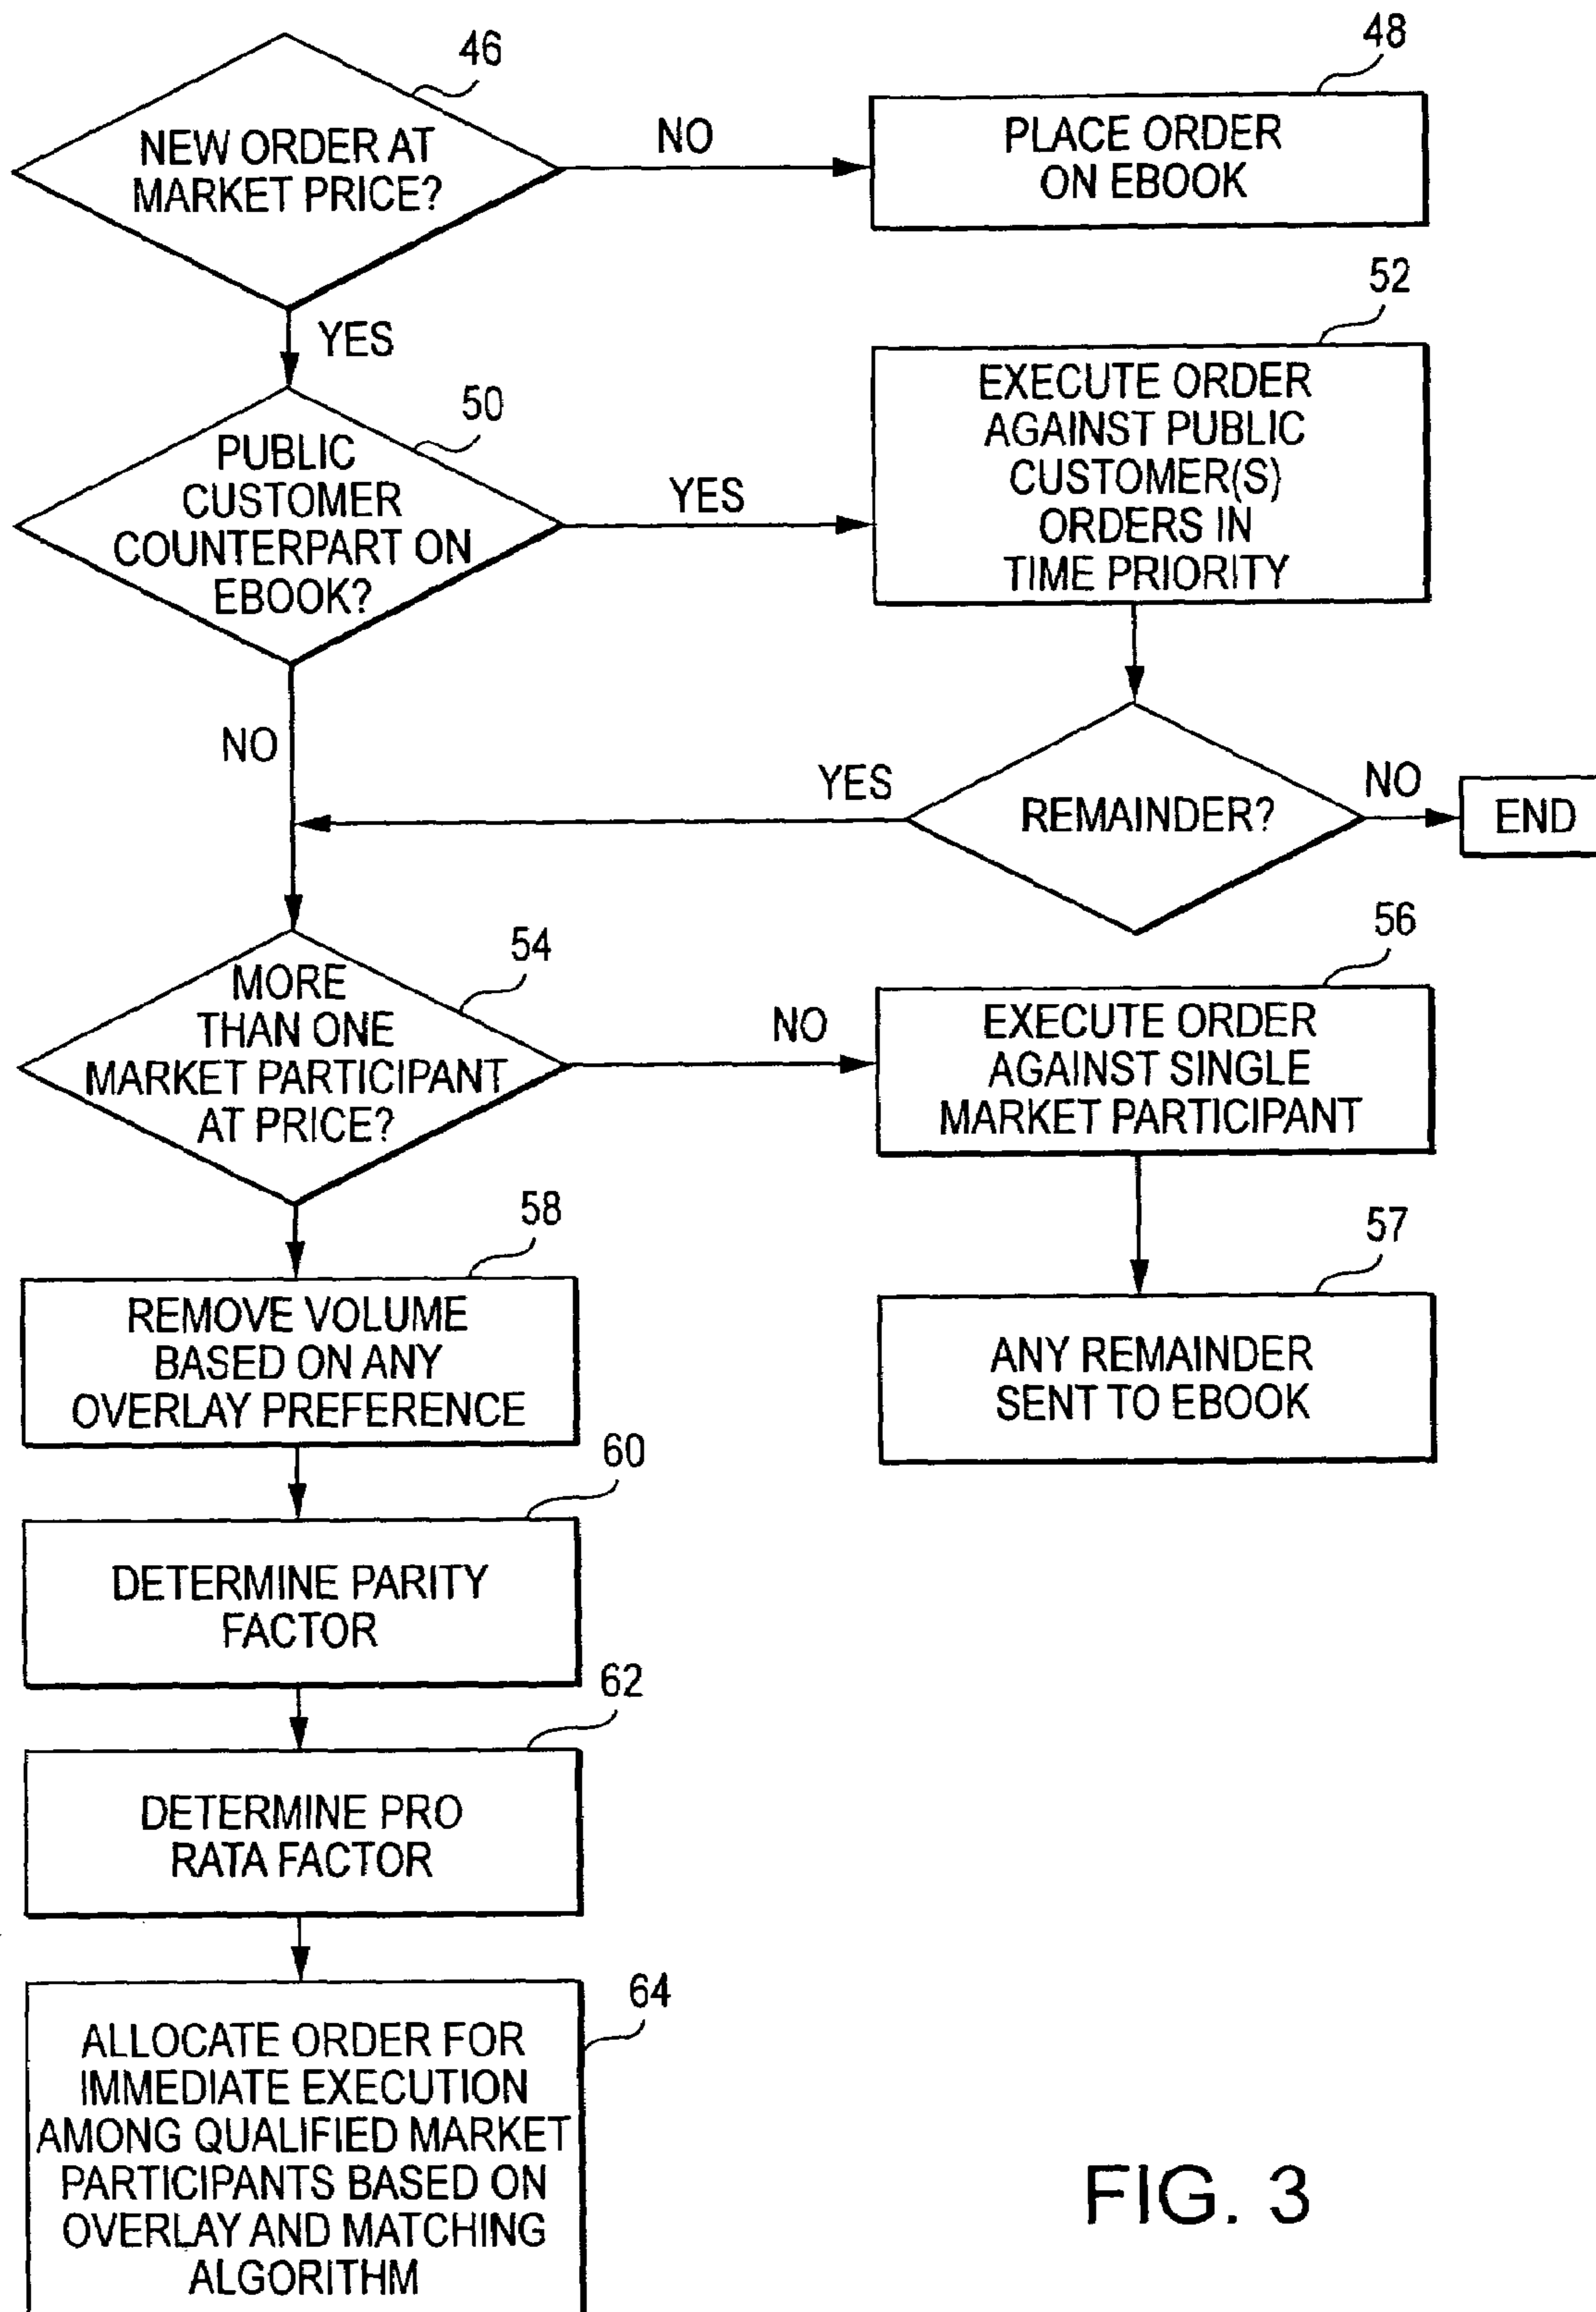 46
NEW ORDER AT
MARKET PRICE?
NO
48
PLACE ORDER
ON EBOOK
YES
50
PUBLIC
CUSTOMER
COUNTERPART ON
EBOOK?
YES
52
EXECUTE ORDER
AGAINST PUBLIC
CUSTOMER(S)
ORDERS IN
TIME PRIORITY
NO
YES
REMAINDER?
NO
END
54
MORE
THAN ONE
MARKET PARTICIPANT
AT PRICE?
NO
56
EXECUTE ORDER
AGAINST SINGLE
MARKET PARTICIPANT
57
ANY REMAINDER
SENT TO EBOOK
58
REMOVE VOLUME
BASED ON ANY
OVERLAY PREFERENCE
60
DETERMINE PARITY
FACTOR
62
DETERMINE PRO
RATA FACTOR
64
ALLOCATE ORDER FOR
IMMEDIATE EXECUTION
AMONG QUALIFIED MARKET
PARTICIPANTS BASED ON
OVERLAY AND MATCHING
ALGORITHM
FIG. 3